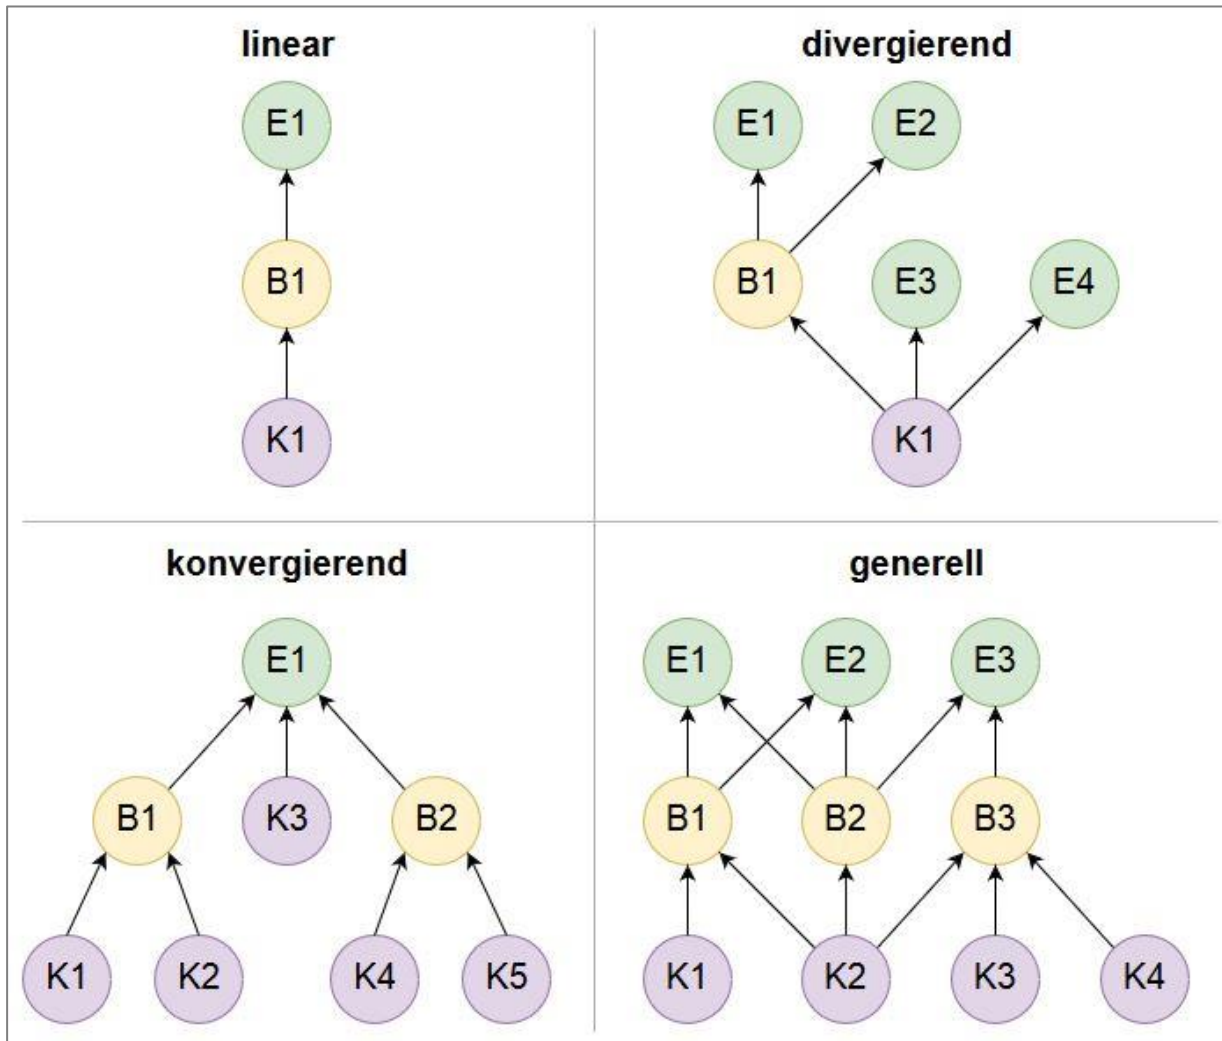 linear
E1
B1
K1
divergierend
E1 E2
B1 E3 E4
K1
konvergierend
E1
B1 K3 B2
K1 K2 K4 K5
generell
E1 E2 E3
B1 B2 B3
K1 K2 K3 K4